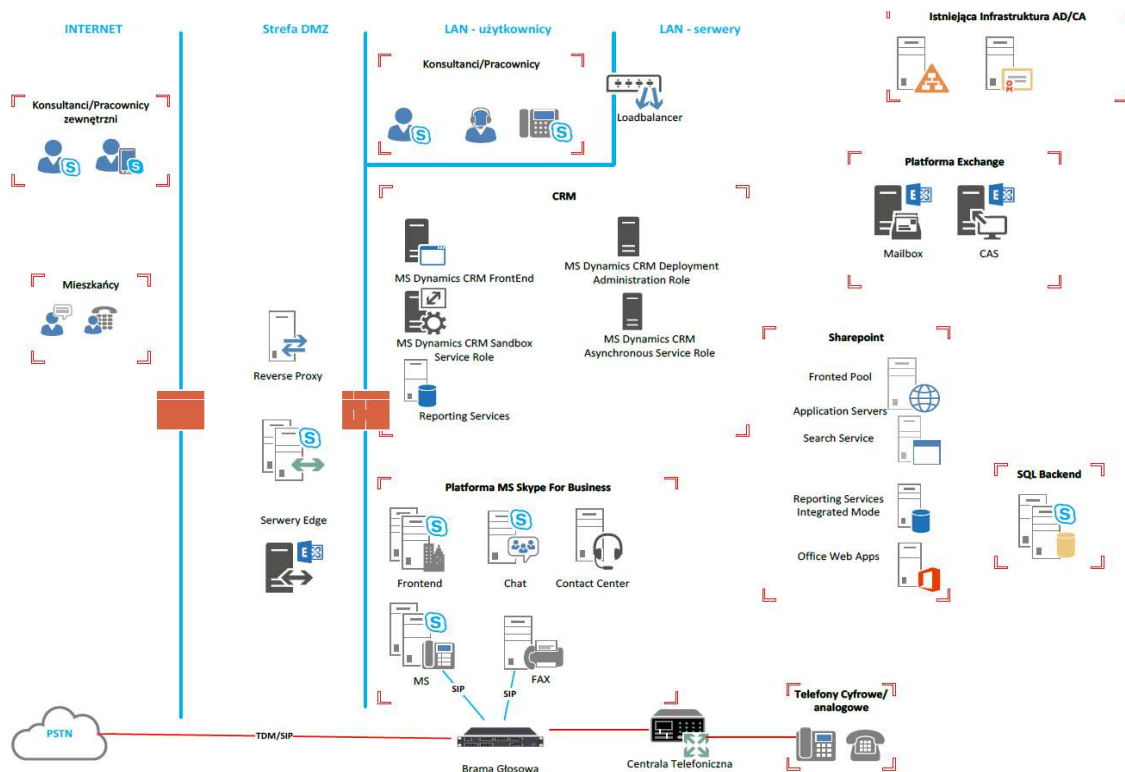 INTERNET
Strefa DMZ
LAN - użytkownicy
LAN - serwery
Istniejąca Infrastruktura AD/CA
Konsultanci/Pracownicy
zewnętrzni
S
S
Konsultanci/Pracownicy
S
S
Loadbalancer
Platforma Exchange
E
E
Mailbox
CAS
CRM
MS Dynamics CRM FrontEnd
MS Dynamics CRM Deployment
Administration Role
MS Dynamics CRM Sandbox
Service Role
MS Dynamics CRM
Asynchronous Service Role
Reporting Services
Mieszkańcy
Reverse Proxy
S
Serwery Edge
E
Sharepoint
Fronted Pool
Application Servers
Search Service
Reporting Services
Integrated Mode
Office Web Apps
SQL Backend
S
Platforma MS Skype For Business
S
S
Frontend
Chat
Contact Center
S
MS
FAX
SIP
SIP
Telefony Cyfrowe/
analogowe
PSTN
TDM/SIP
Brama Głosowa
Centrala Telefoniczna